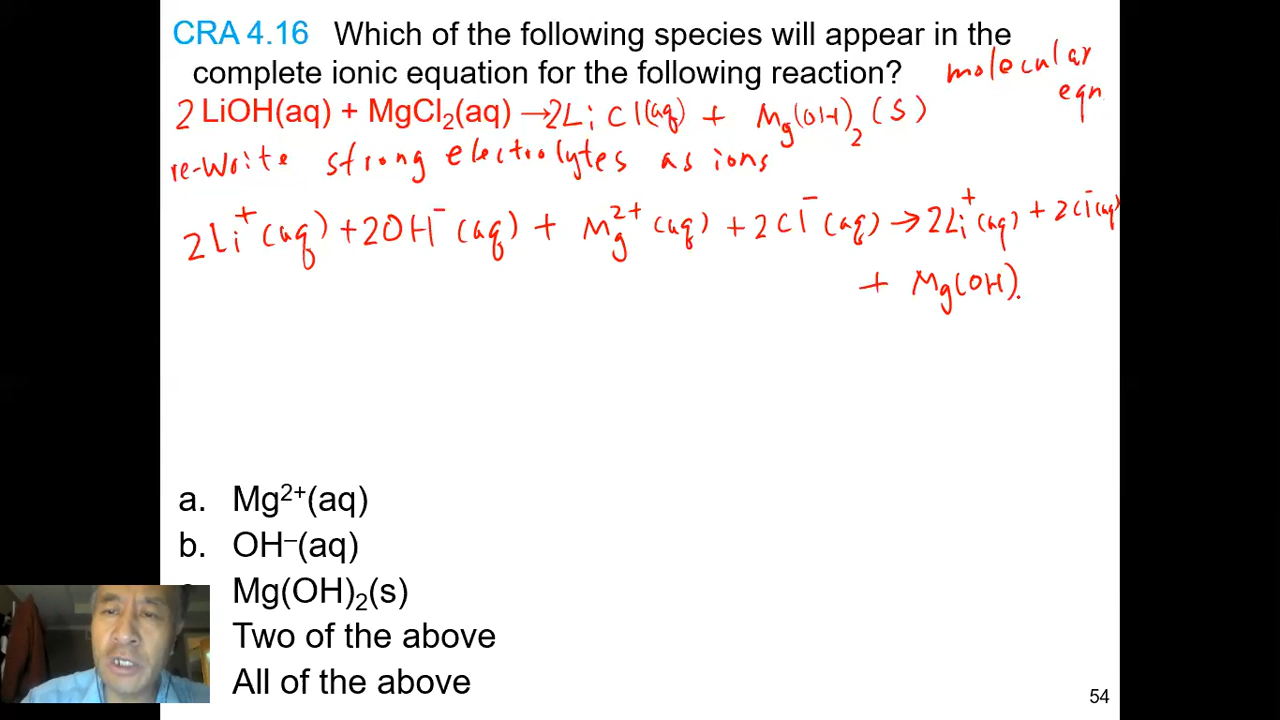 CRA 4.16 Which of the following species will appear in the
complete ionic equation for the following reaction?
molecular
eqn
2 LiOH(aq) + MgCl₂(aq) → 2LiCl(aq) + Mg(OH)₂(s)
re-write strong electrolytes as ions
2Li⁺(aq) + 2OH⁻(aq) + Mg²⁺(aq) + 2Cl⁻(aq) → 2Li⁺(aq) + 2Cl⁻(aq)
+ Mg(OH)
a. Mg²⁺(aq)
b. OH⁻(aq)
Mg(OH)₂(s)
Two of the above
All of the above
54